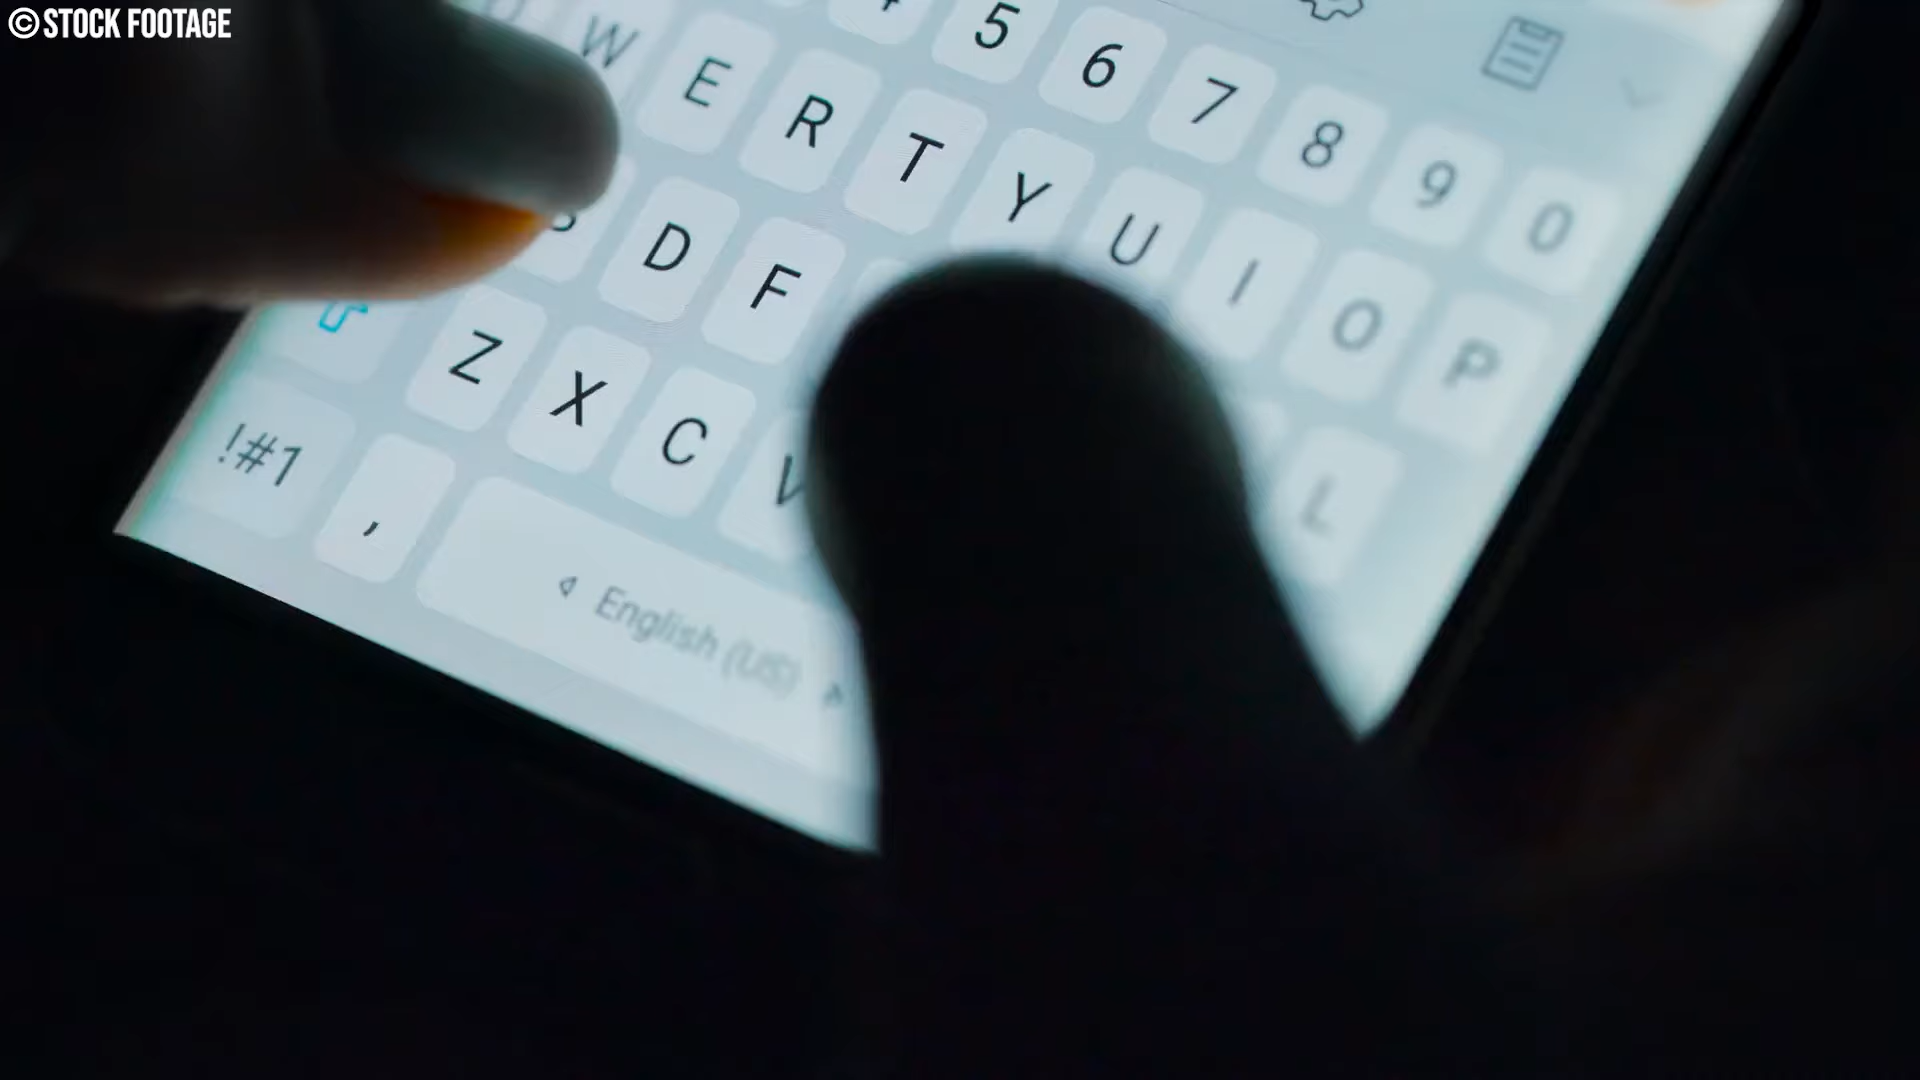 © STOCK FOOTAGE
5 6 7 8 9 0
W E R T Y U I O P
S D F L
Z X C V
!#1 , English (US)